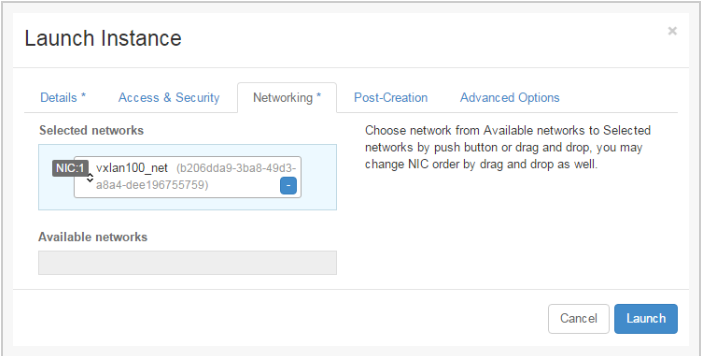 Launch Instance
×
Details *
Access & Security
Networking *
Post-Creation
Advanced Options
Selected networks
NIC:1
vxlan100_net (b206dda9-3ba8-49d3-
a8a4-dee196755759)
-
Available networks
Choose network from Available networks to Selected
networks by push button or drag and drop, you may
change NIC order by drag and drop as well.
Cancel
Launch